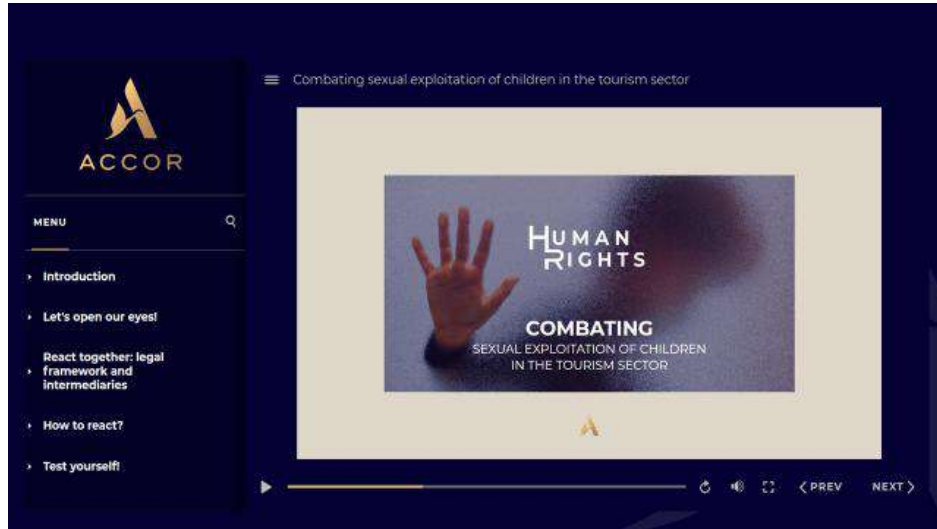 ACCOR
MENU
Introduction
Let's open our eyes!
React together: legal
framework and
intermediaries
How to react?
Test yourself!
Combating sexual exploitation of children in the tourism sector
HUMAN
RIGHTS
COMBATING
SEXUAL EXPLOITATION OF CHILDREN
IN THE TOURISM SECTOR
PREV
NEXT